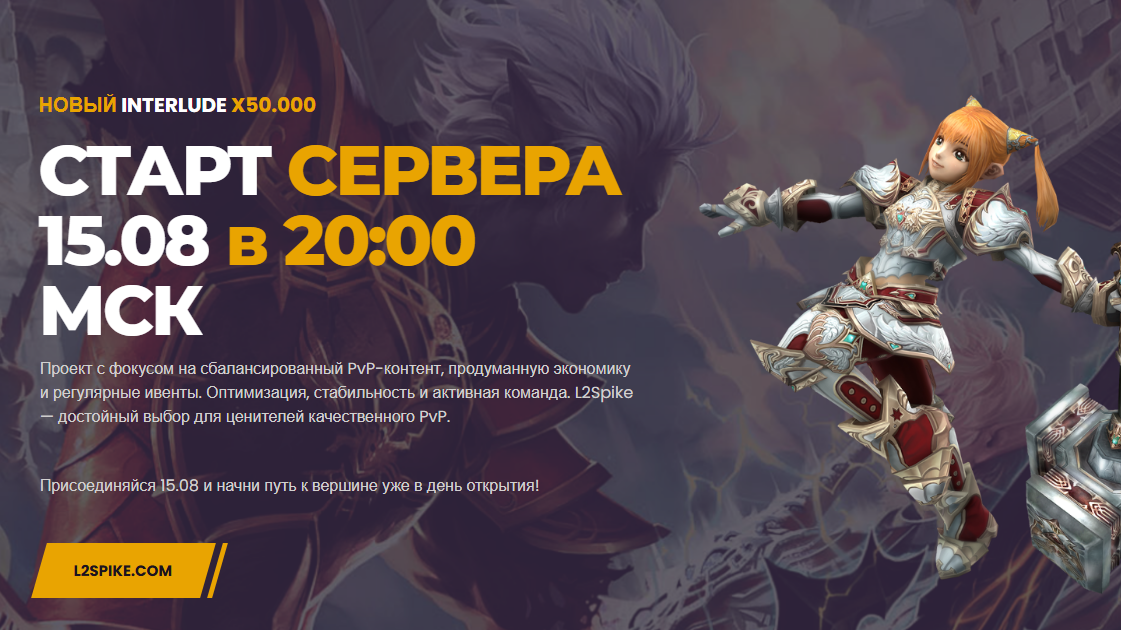 НОВЫЙ INTERLUDE X50.000
СТАРТ СЕРВЕРА
15.08 в 20:00
МСК
Проект с фокусом на сбалансированный PvP-контент, продуманную экономику
и регулярные ивенты. Оптимизация, стабильность и активная команда. L2Spike
— достойный выбор для ценителей качественного PvP.
Присоединяйся 15.08 и начни путь к вершине уже в день открытия!
L2SPIKE.COM